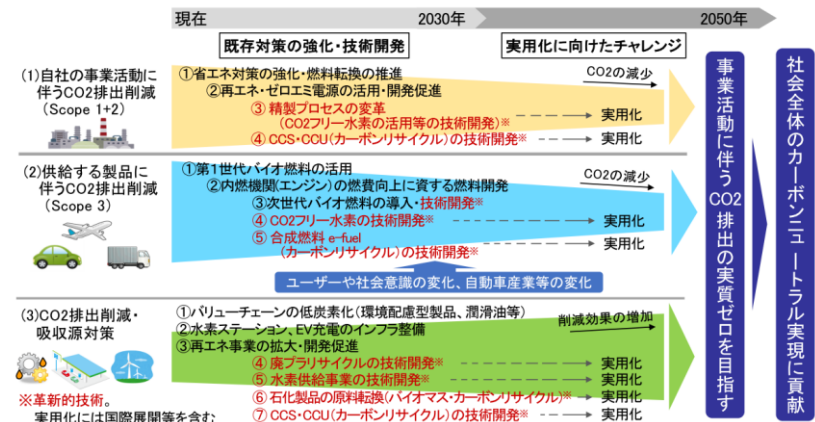 現在
2030年
2050年
既存対策の強化・技術開発
実用化に向けたチャレンジ
(1)自社の事業活動に
伴うCO2排出削減
(Scope 1+2)
①省エネ対策の強化・燃料転換の推進
②再エネ・ゼロエミ電源の活用・開発促進
③ 精製プロセスの変革
(CO2フリー水素の活用等の技術開発)※
実用化
④ CCS・CCU(カーボンリサイクル)の技術開発※
実用化
CO2の減少
(2)供給する製品に
伴うCO2排出削減
(Scope 3)
①第1世代バイオ燃料の活用
②内燃機関(エンジン)の燃費向上に資する燃料開発
③次世代バイオ燃料の導入・技術開発※
④ CO2フリー水素の技術開発※
実用化
⑤ 合成燃料 e-fuel
(カーボンリサイクル)の技術開発※
実用化
CO2の減少
ユーザーや社会意識の変化、自動車産業等の変化
(3)CO2排出削減・
吸収源対策
①バリューチェーンの低炭素化(環境配慮型製品、潤滑油等)
②水素ステーション、EV充電のインフラ整備
③再エネ事業の拡大・開発促進
④ 廃プラリサイクルの技術開発※
実用化
⑤ 水素供給事業の技術開発※
実用化
⑥ 石化製品の原料転換(バイオマス・カーボンリサイクル)※
実用化
⑦ CCS・CCU(カーボンリサイクル)の技術開発※
実用化
削減効果の増加
※革新的技術。
実用化には国際展開等を含む
事業活動に伴うCO2排出の実質ゼロを目指す
社会全体のカーボンニュートラル実現に貢献